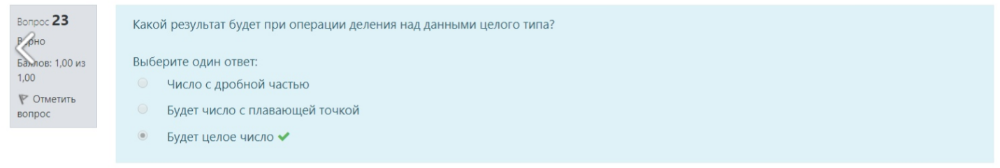 Вопрос 23
Верно
Баллов: 1,00 из
1,00
Отметить
вопрос
Какой результат будет при операции деления над данными целого типа?
Выберите один ответ:
Число с дробной частью
Будет число с плавающей точкой
Будет целое число